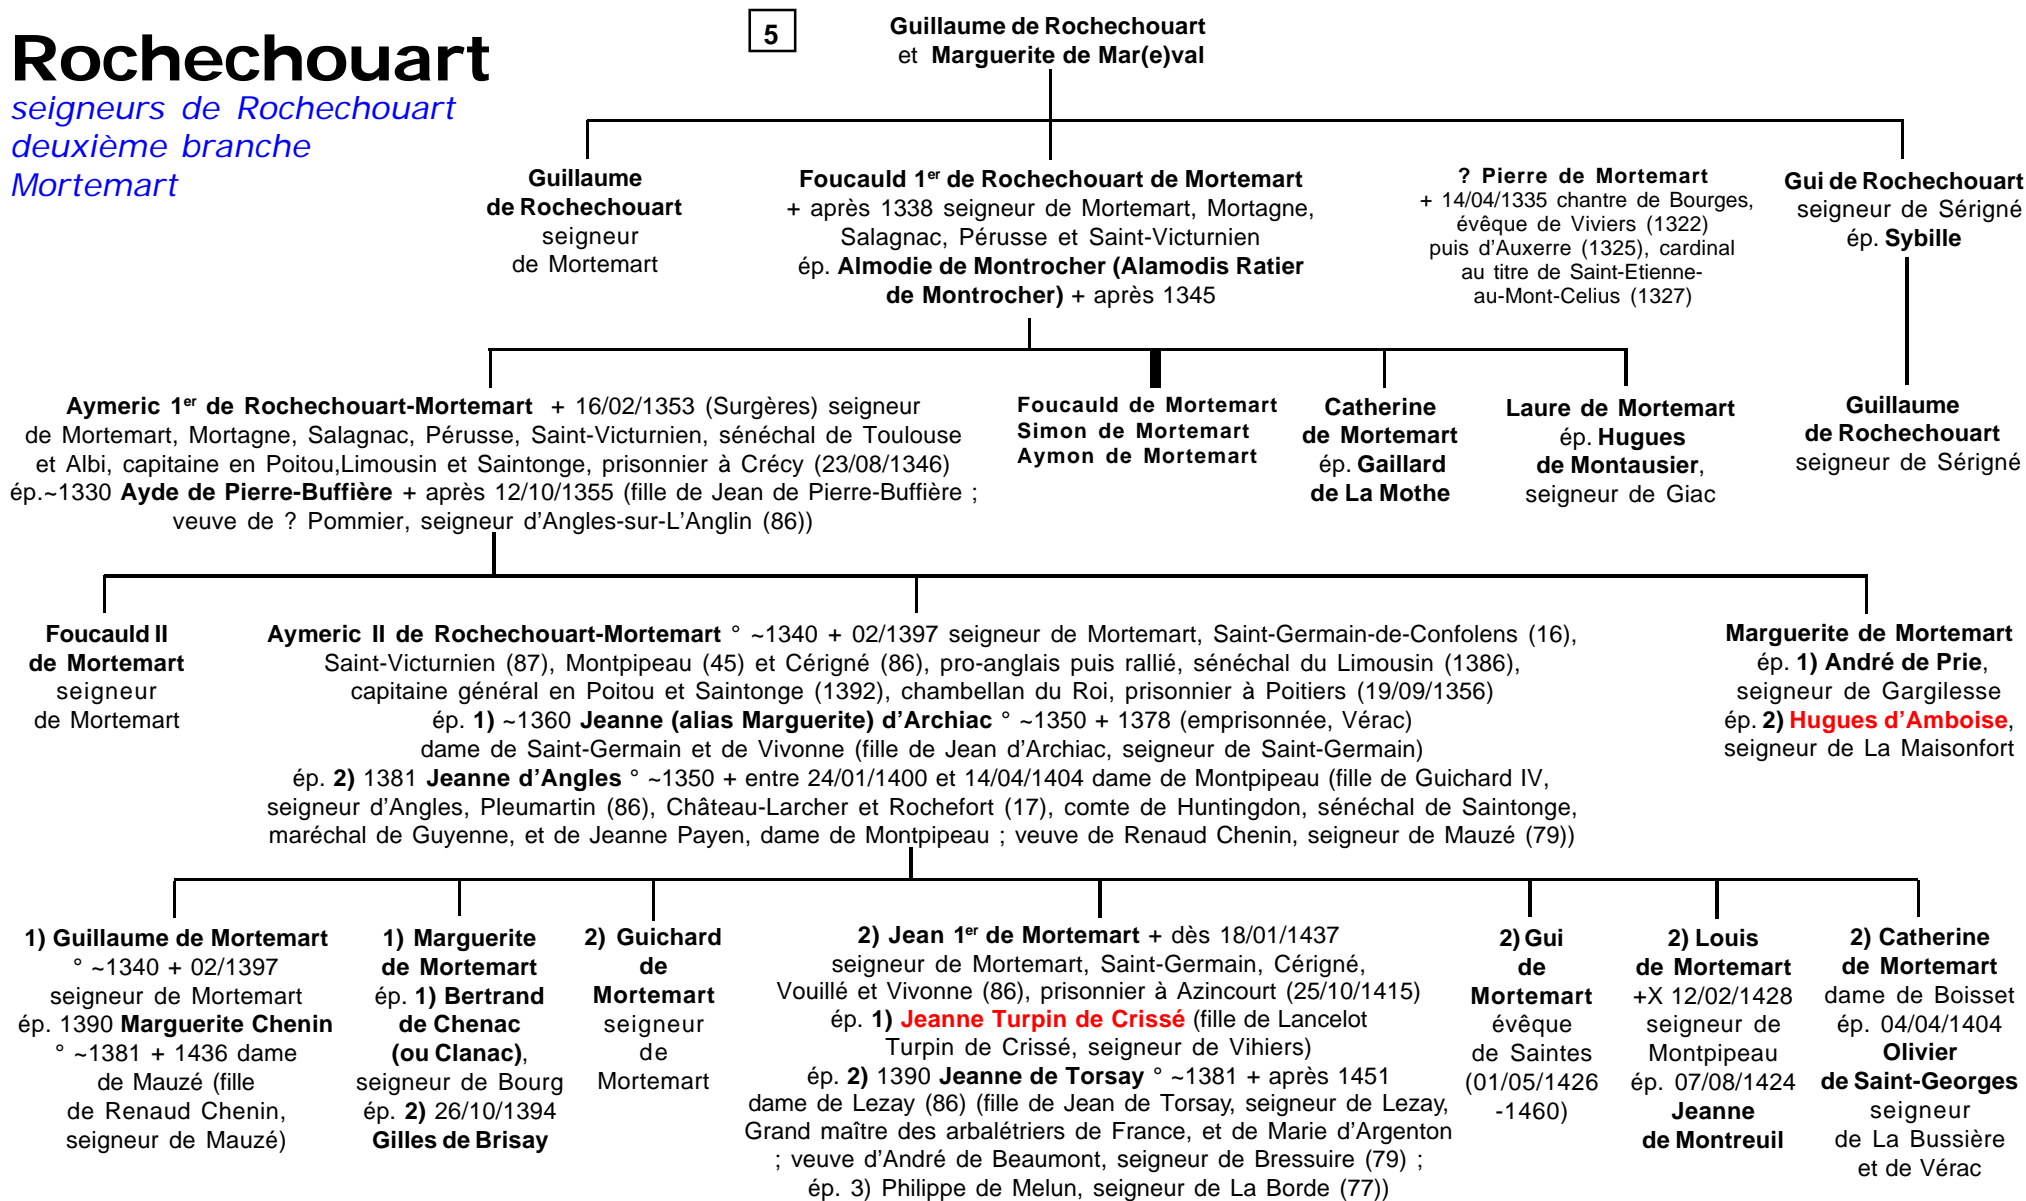 Rochechouart
seigneurs de Rochechouart
deuxième branche
Mortemart
5
Guillaume de Rochechouart
et Marguerite de Mar(e)val
Guillaume
de Rochechouart
seigneur
de Mortemart
Foucauld 1er de Rochechouart de Mortemart
+ après 1338 seigneur de Mortemart, Mortagne,
Salagnac, Pérusse et Saint-Victurnien
ép. Almodie de Montrocher (Alamodis Ratier
de Montrocher) + après 1345
? Pierre de Mortemart
+ 14/04/1335 chantre de Bourges,
évêque de Viviers (1322)
puis d'Auxerre (1325), cardinal
au titre de Saint-Etienne-
au-Mont-Celius (1327)
Gui de Rochechouart
seigneur de Sérigné
ép. Sybille
Aymeric 1er de Rochechouart-Mortemart + 16/02/1353 (Surgères) seigneur
de Mortemart, Mortagne, Salagnac, Pérusse, Saint-Victurnien, sénéchal de Toulouse
et Albi, capitaine en Poitou,Limousin et Saintonge, prisonnier à Crécy (23/08/1346)
ép.~1330 Ayde de Pierre-Buffière + après 12/10/1355 (fille de Jean de Pierre-Buffière ;
veuve de ? Pommier, seigneur d'Angles-sur-L'Anglin (86))
Foucauld de Mortemart
Simon de Mortemart
Aymon de Mortemart
Catherine
de Mortemart
ép. Gaillard
de La Mothe
Laure de Mortemart
ép. Hugues
de Montausier,
seigneur de Giac
Guillaume
de Rochechouart
seigneur de Sérigné
Foucauld II
de Mortemart
seigneur
de Mortemart
Aymeric II de Rochechouart-Mortemart ° ~1340 + 02/1397 seigneur de Mortemart, Saint-Germain-de-Confolens (16),
Saint-Victurnien (87), Montpipeau (45) et Cérigné (86), pro-anglais puis rallié, sénéchal du Limousin (1386),
capitaine général en Poitou et Saintonge (1392), chambellan du Roi, prisonnier à Poitiers (19/09/1356)
ép. 1) ~1360 Jeanne (alias Marguerite) d'Archiac ° ~1350 + 1378 (emprisonnée, Vérac)
dame de Saint-Germain et de Vivonne (fille de Jean d'Archiac, seigneur de Saint-Germain)
ép. 2) 1381 Jeanne d'Angles ° ~1350 + entre 24/01/1400 et 14/04/1404 dame de Montpipeau (fille de Guichard IV,
seigneur d'Angles, Pleumartin (86), Château-Larcher et Rochefort (17), comte de Huntingdon, sénéchal de Saintonge,
maréchal de Guyenne, et de Jeanne Payen, dame de Montpipeau ; veuve de Renaud Chenin, seigneur de Mauzé (79))
Marguerite de Mortemart
ép. 1) André de Prie,
seigneur de Gargilesse
ép. 2) Hugues d'Amboise,
seigneur de La Maisonfort
1) Guillaume de Mortemart
° ~1340 + 02/1397
seigneur de Mortemart
ép. 1390 Marguerite Chenin
° ~1381 + 1436 dame
de Mauzé (fille
de Renaud Chenin,
seigneur de Mauzé)
1) Marguerite
de Mortemart
ép. 1) Bertrand
de Chenac
(ou Clanac),
seigneur de Bourg
ép. 2) 26/10/1394
Gilles de Brisay
2) Guichard
de
Mortemart
seigneur
de
Mortemart
2) Jean 1er de Mortemart + dès 18/01/1437
seigneur de Mortemart, Saint-Germain, Cérigné,
Vouillé et Vivonne (86), prisonnier à Azincourt (25/10/1415)
ép. 1) Jeanne Turpin de Crissé (fille de Lancelot
Turpin de Crissé, seigneur de Vihiers)
ép. 2) 1390 Jeanne de Torsay ° ~1381 + après 1451
dame de Lezay (86) (fille de Jean de Torsay, seigneur de Lezay,
Grand maître des arbalétriers de France, et de Marie d'Argenton
; veuve d'André de Beaumont, seigneur de Bressuire (79) ;
ép. 3) Philippe de Melun, seigneur de La Borde (77))
2) Gui
de
Mortemart
évêque
de Saintes
(01/05/1426
-1460)
2) Louis
de Mortemart
+X 12/02/1428
seigneur de
Montpipeau
ép. 07/08/1424
Jeanne
de Montreuil
2) Catherine
de Mortemart
dame de Boisset
ép. 04/04/1404
Olivier
de Saint-Georges
seigneur
de La Bussière
et de Vérac